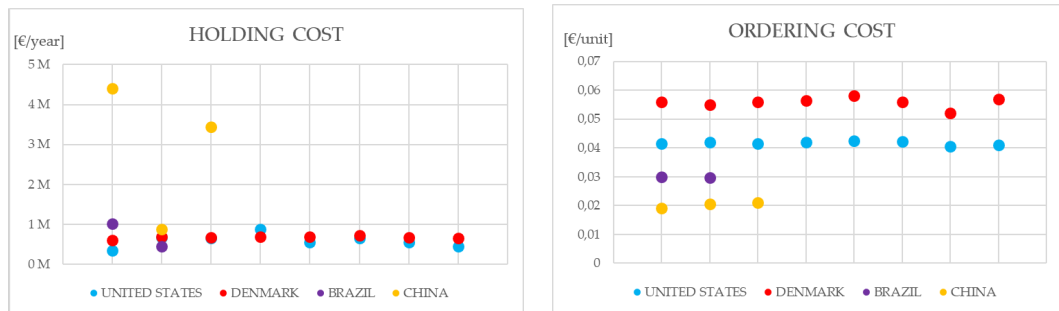 HOLDING COST
[€/year]
5 M
4 M
3 M
2 M
1 M
0 M
UNITED STATES DENMARK BRAZIL CHINA
ORDERING COST
[€/unit]
0,07
0,06
0,05
0,04
0,03
0,02
0,01
0
UNITED STATES DENMARK BRAZIL CHINA